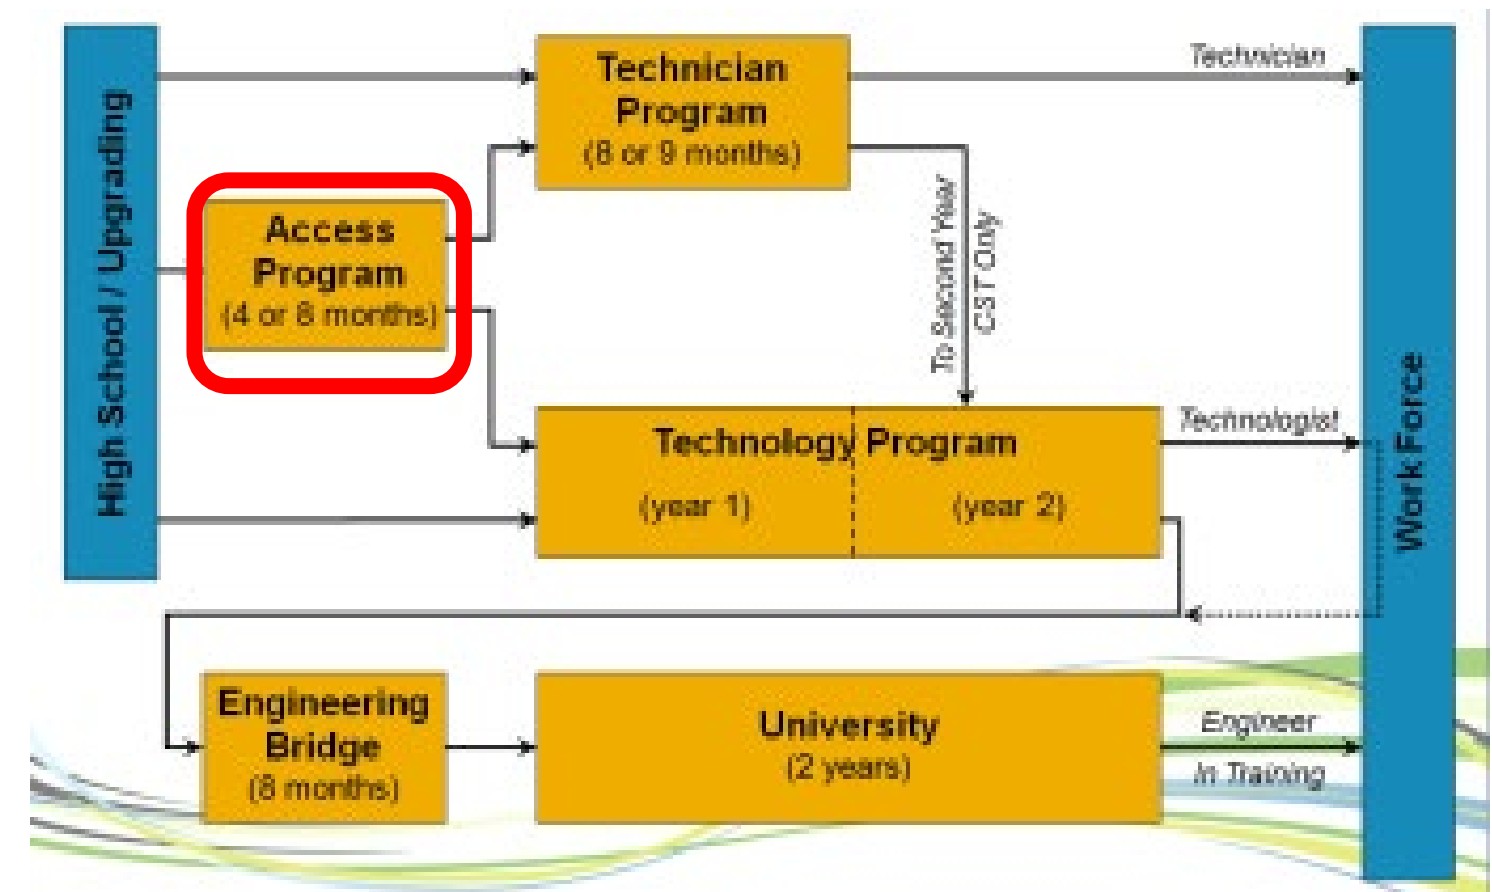 High School / Upgrading
Technician
Program
(8 or 9 months)
Technician
Access
Program
(4 or 8 months)
To Second Year
CST Only
Technology Program
(year 1)
(year 2)
Technologist
Work Force
Engineering
Bridge
(8 months)
University
(2 years)
Engineer
In Training